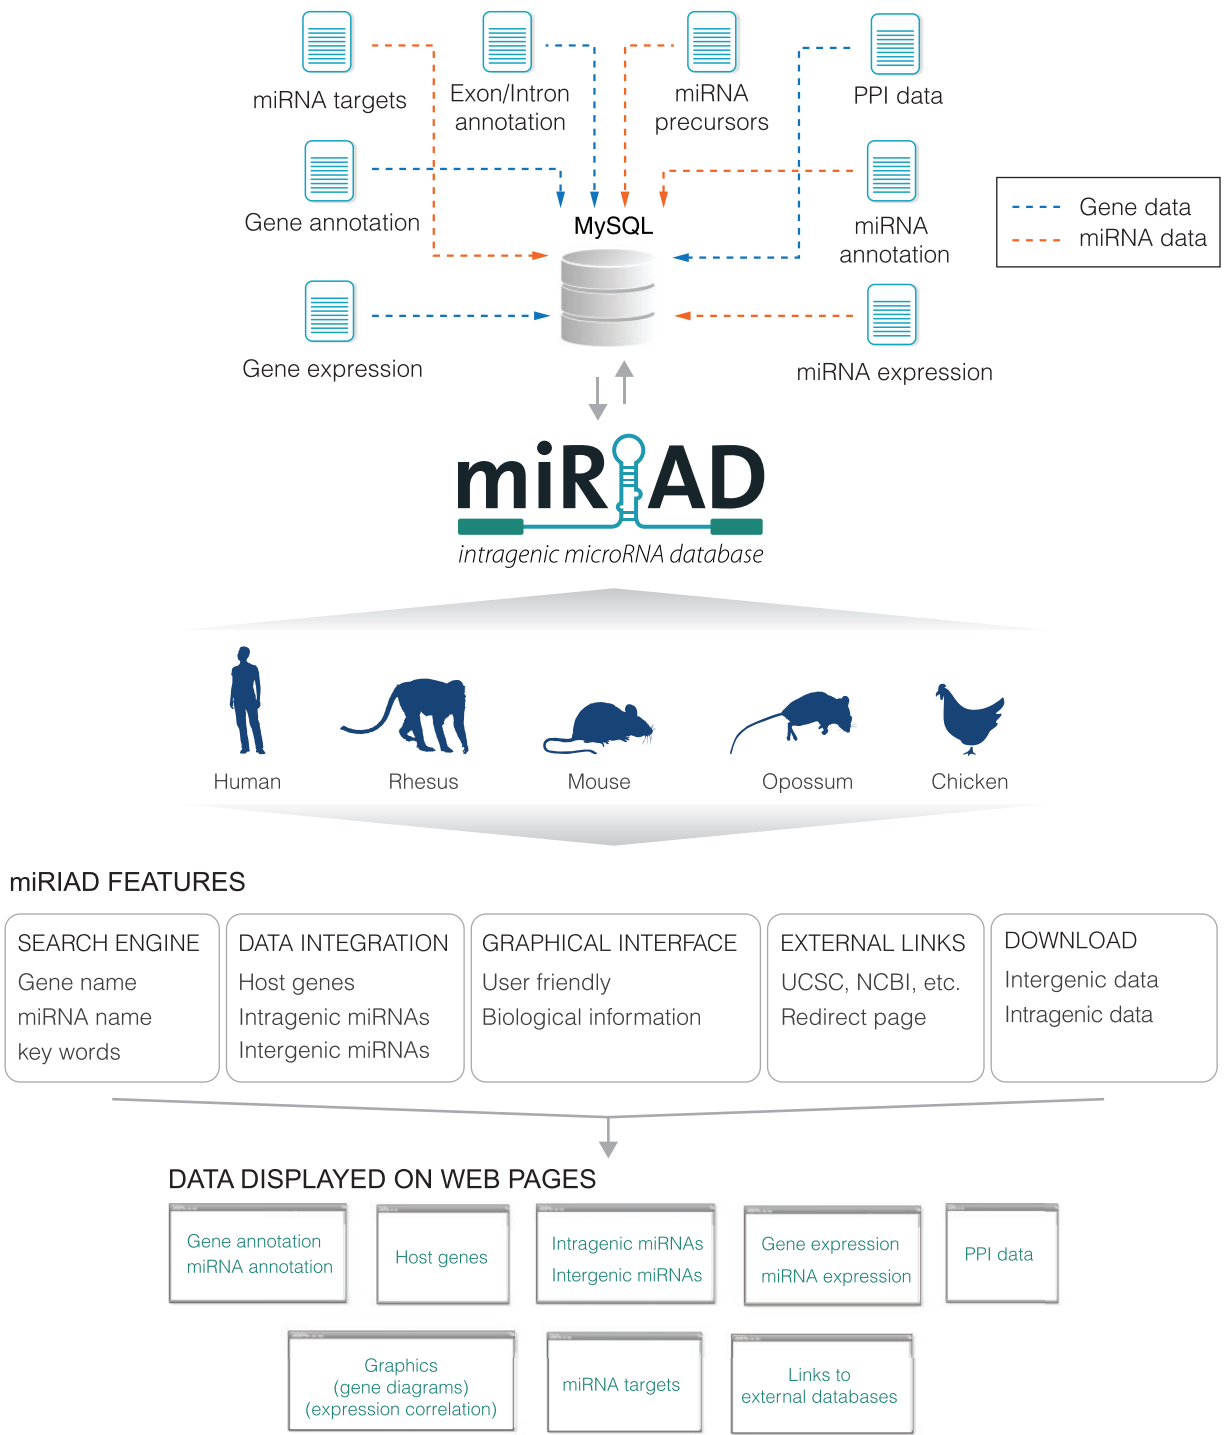 miRNA targets
Exon/Intron
annotation
miRNA
precursors
PPI data
Gene annotation
MySQL
miRNA
annotation
Gene data
miRNA data
Gene expression
miRNA expression
miRIAD
intragenic microRNA database
Human
Rhesus
Mouse
Opossum
Chicken
miRIAD FEATURES
SEARCH ENGINE
Gene name
miRNA name
key words
DATA INTEGRATION
Host genes
Intragenic miRNAs
Intergenic miRNAs
GRAPHICAL INTERFACE
User friendly
Biological information
EXTERNAL LINKS
UCSC, NCBI, etc.
Redirect page
DOWNLOAD
Intergenic data
Intragenic data
DATA DISPLAYED ON WEB PAGES
Gene annotation
miRNA annotation
Host genes
Intragenic miRNAs
Intergenic miRNAs
Gene expression
miRNA expression
PPI data
Graphics
(gene diagrams)
(expression correlation)
miRNA targets
Links to
external databases